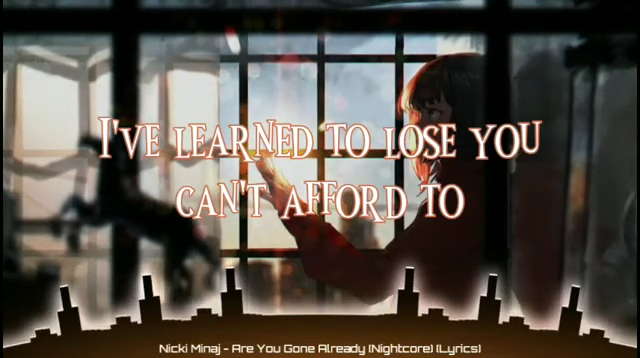 I'VE LEARNED TO LOSE YOU
CAN'T AFFORD TO
Nicki Minaj - Are You Gone Already (Nightcore) (Lyrics)